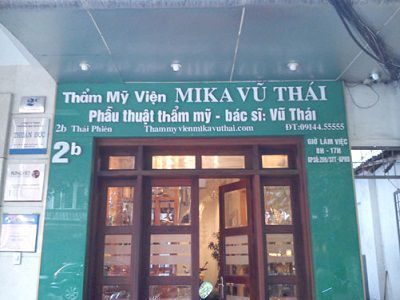 Thẩm Mỹ Viện MIKA VŨ THÁI
Phẫu thuật thẩm mỹ - bác sĩ: Vũ Thái
2b Thái Phiên Thammyvienmikavuthai.com ĐT:09144.55555
2b
GIỜ LÀM VIỆC
8H - 17H